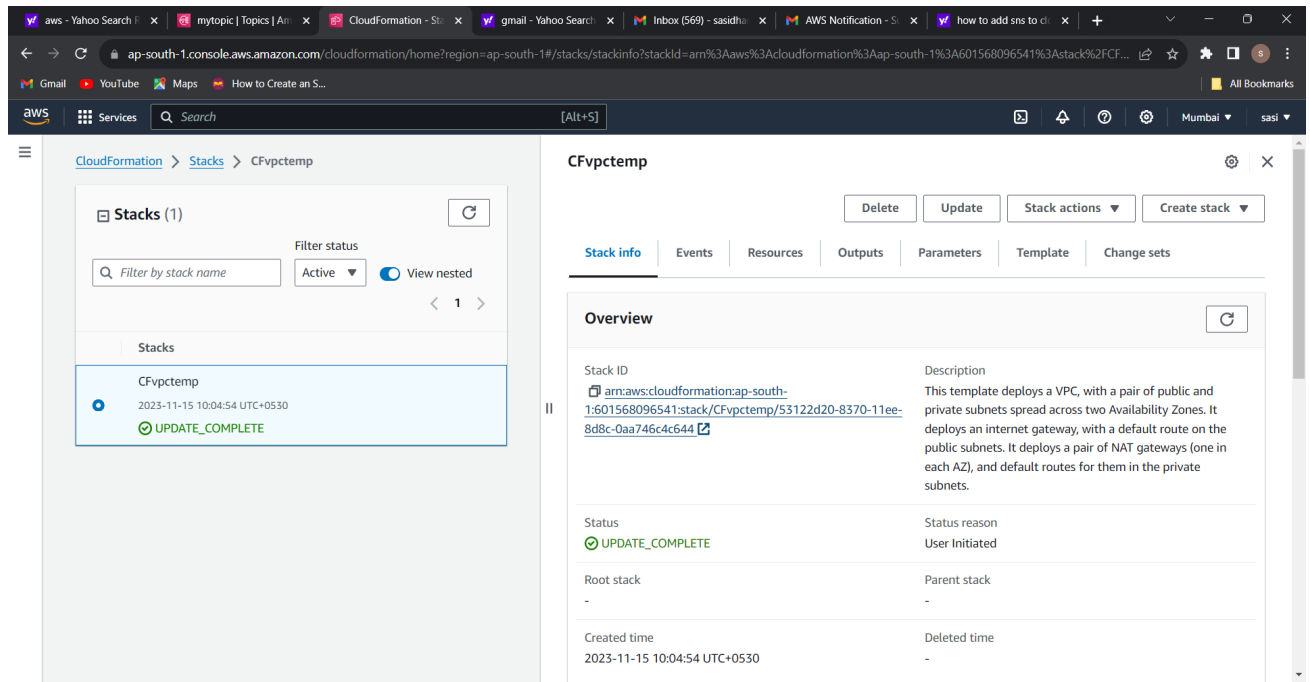 aws - Yahoo Search R
mytopic | Topics | Am
CloudFormation - Sta
gmail - Yahoo Search
Inbox (569) - sasidha
AWS Notification - Su
how to add sns to clo
ap-south-1.console.aws.amazon.com/cloudformation/home?region=ap-south-1#/stacks/stackinfo?stackId=arn%3Aaws%3Acloudformation%3Aap-south-1%3A601568096541%3Astack%2FCF...
S
Gmail
YouTube
Maps
How to Create an S...
All Bookmarks
aws
Services
Search
[Alt+S]
Mumbai
sasi
CloudFormation > Stacks > CFvpctemp
Stacks (1)
Filter status
Filter by stack name
Active
View nested
1
Stacks
CFvpctemp
2023-11-15 10:04:54 UTC+0530
UPDATE_COMPLETE
CFvpctemp
Delete
Update
Stack actions
Create stack
Stack info
Events
Resources
Outputs
Parameters
Template
Change sets
Overview
Stack ID
arn:aws:cloudformation:ap-south-
1:601568096541:stack/CFvpctemp/53122d20-8370-11ee-
8d8c-0aa746c4c644
Description
This template deploys a VPC, with a pair of public and
private subnets spread across two Availability Zones. It
deploys an internet gateway, with a default route on the
public subnets. It deploys a pair of NAT gateways (one in
each AZ), and default routes for them in the private
subnets.
Status
UPDATE_COMPLETE
Status reason
User Initiated
Root stack
-
Parent stack
-
Created time
2023-11-15 10:04:54 UTC+0530
Deleted time
-